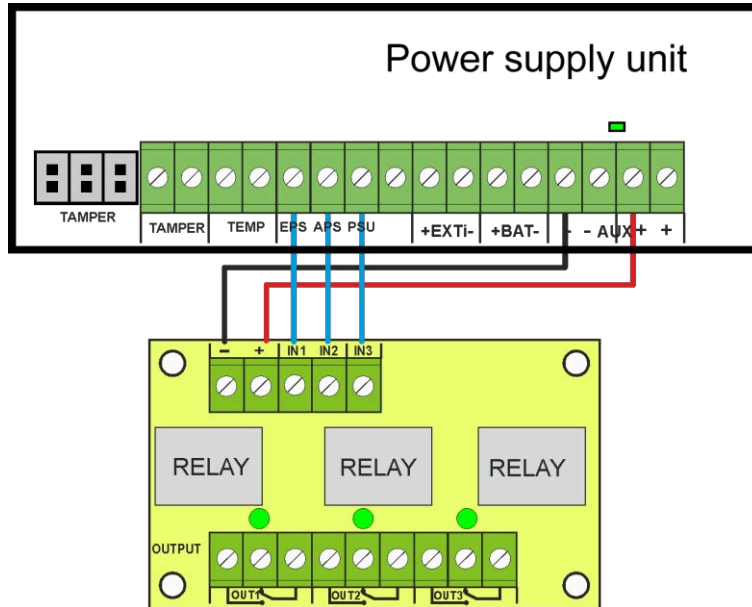 Power supply unit
TAMPER
TAMPER TEMP EPS APS PSU +EXTi- +BAT- - - AUX+ +
- + IN1 IN2 IN3
RELAY RELAY RELAY
OUTPUT
OUT1 OUT2 OUT3